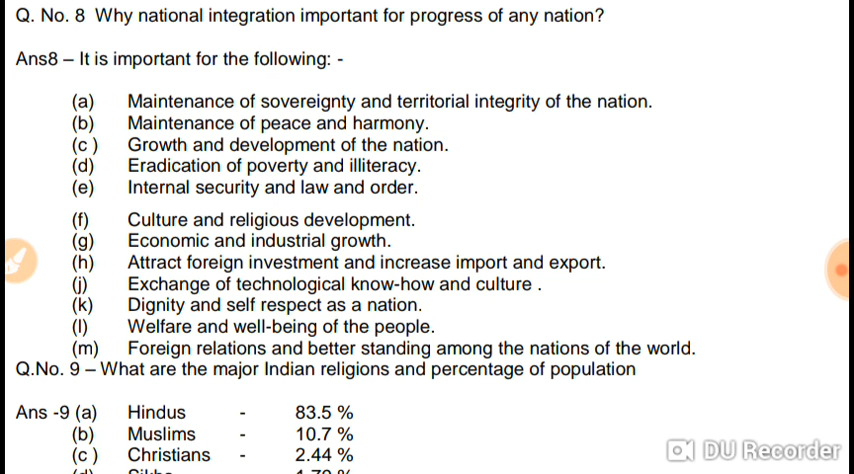 Q. No. 8 Why national integration important for progress of any nation?
Ans8 – It is important for the following: -
(a) Maintenance of sovereignty and territorial integrity of the nation.
(b) Maintenance of peace and harmony.
(c ) Growth and development of the nation.
(d) Eradication of poverty and illiteracy.
(e) Internal security and law and order.
(f) Culture and religious development.
(g) Economic and industrial growth.
(h) Attract foreign investment and increase import and export.
(j) Exchange of technological know-how and culture .
(k) Dignity and self respect as a nation.
(l) Welfare and well-being of the people.
(m) Foreign relations and better standing among the nations of the world.
Q.No. 9 – What are the major Indian religions and percentage of population
Ans -9 (a) Hindus - 83.5 %
(b) Muslims - 10.7 %
(c ) Christians - 2.44 %
DU Recorder